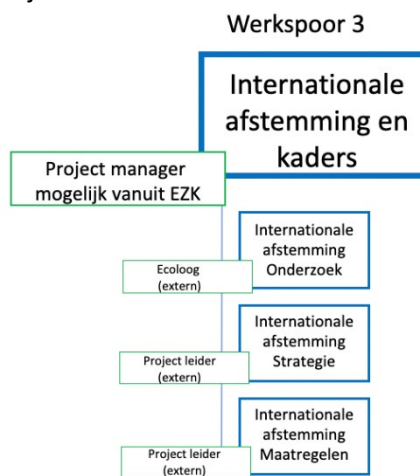 Werkspoor 3
Internationale
afstemming en
kaders
Project manager
mogelijk vanuit EZK
Internationale
afstemming
Onderzoek
Ecoloog
(extern)
Internationale
afstemming
Strategie
Project leider
(extern)
Internationale
afstemming
Maatregelen
Project leider
(extern)